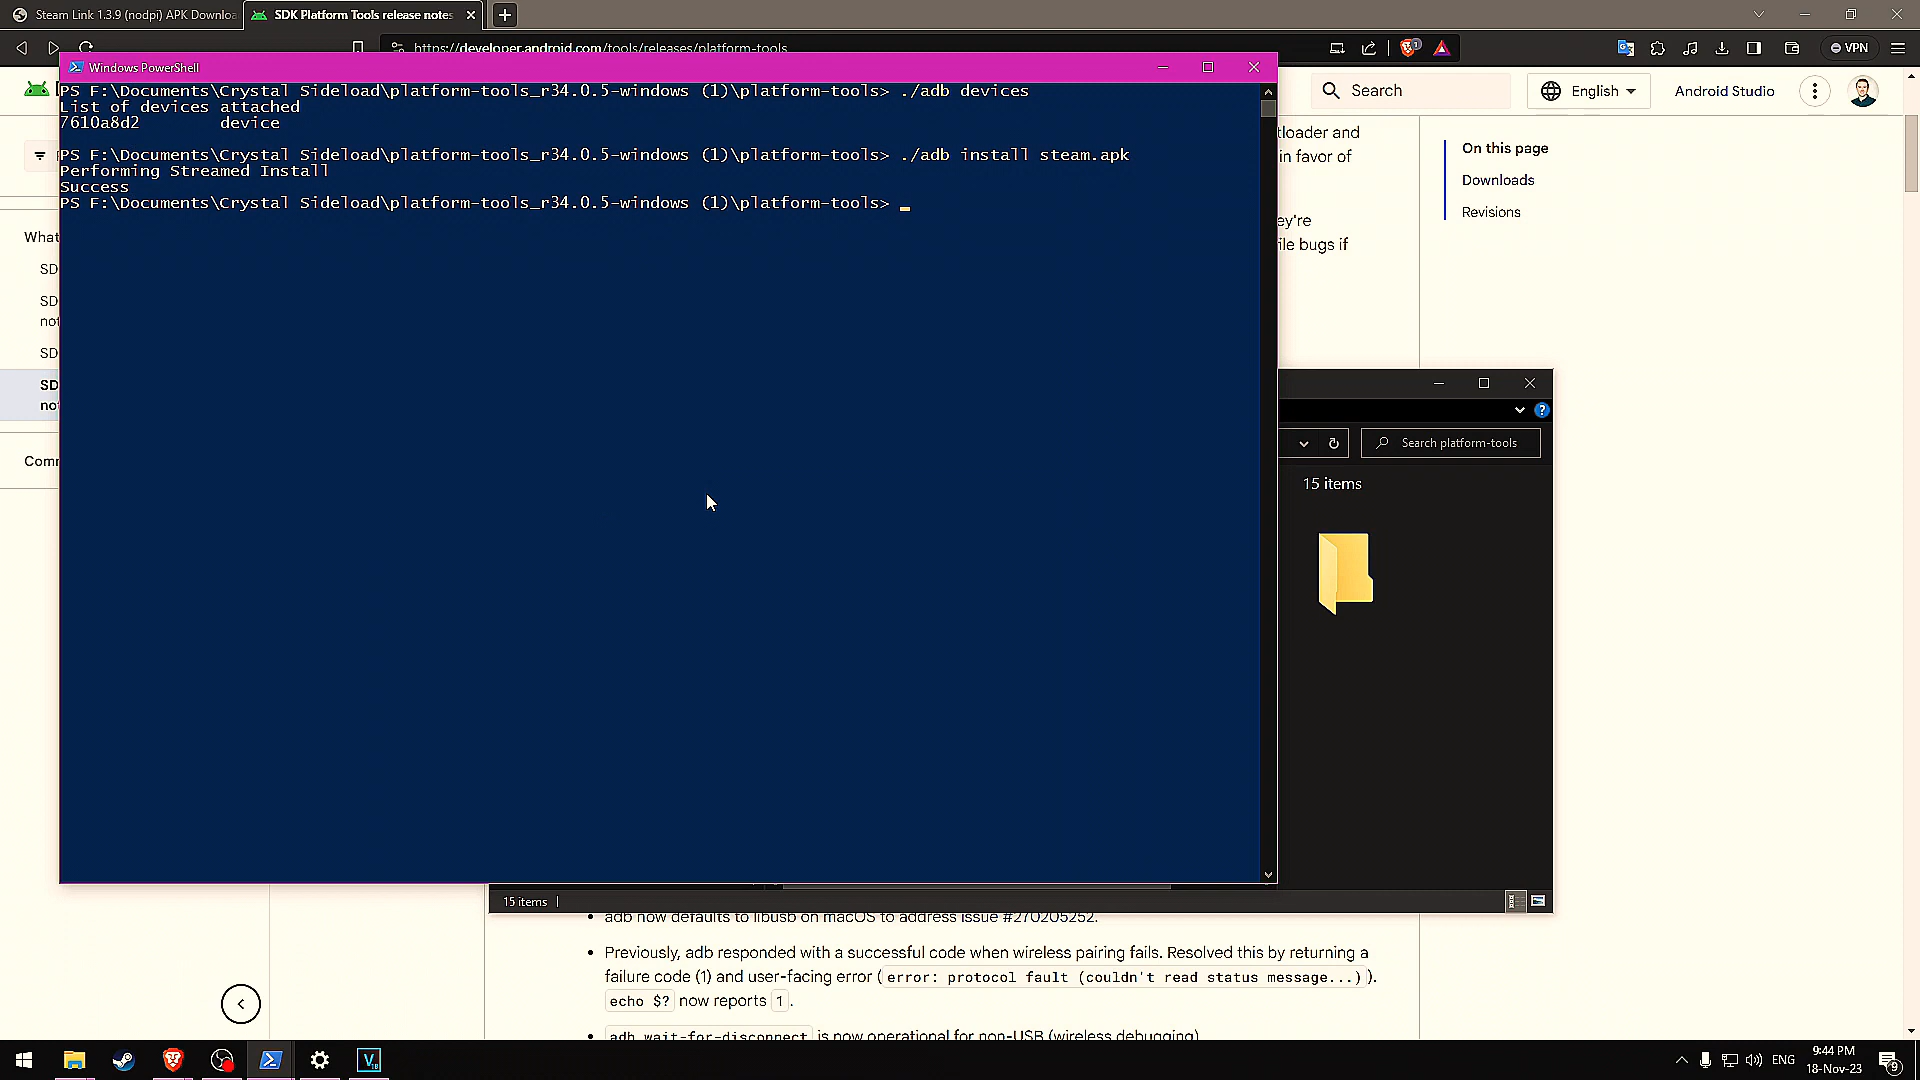 Steam Link 1.3.9 (nodpi) APK Downlo
SDK Platform Tools release notes
https://developer.android.com/tools/releases/platform-tools
VPN
Windows PowerShell
PS F:\Documents\Crystal Sideload\platform-tools_r34.0.5-windows (1)\platform-tools> ./adb devices
List of devices attached
7610a8d2 device
PS F:\Documents\Crystal Sideload\platform-tools_r34.0.5-windows (1)\platform-tools> ./adb install steam.apk
Performing Streamed Install
Success
PS F:\Documents\Crystal Sideload\platform-tools_r34.0.5-windows (1)\platform-tools> _
Search
English
Android Studio
tloader and
in favor of
ey're
ile bugs if
On this page
Downloads
Revisions
What
SD
SD
not
SD
SD
not
Comm
Search platform-tools
15 items
15 items
adb now defaults to libusb on macOS to address issue #270205252.
Previously, adb responded with a successful code when wireless pairing fails. Resolved this by returning a
failure code (1) and user-facing error ( error: protocol fault (couldn't read status message...) ).
echo $? now reports 1 .
adb wait-for-disconnect is now operational for non-USB (wireless debugging)
ENG
9:44 PM
18-Nov-23
9